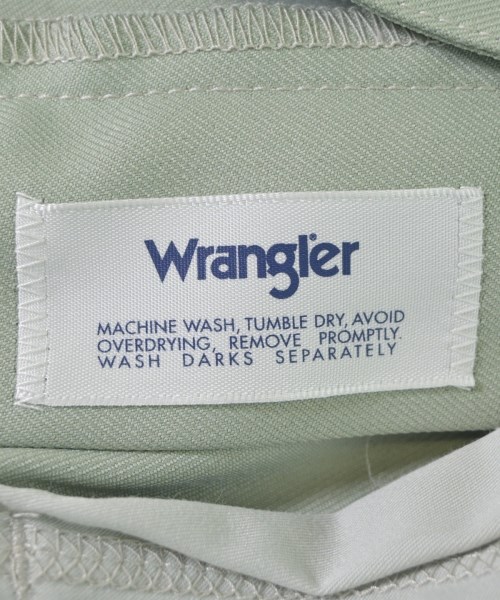 Wrangler
MACHINE WASH, TUMBLE DRY, AVOID
OVERDRYING, REMOVE PROMPTLY.
WASH DARKS SEPARATELY